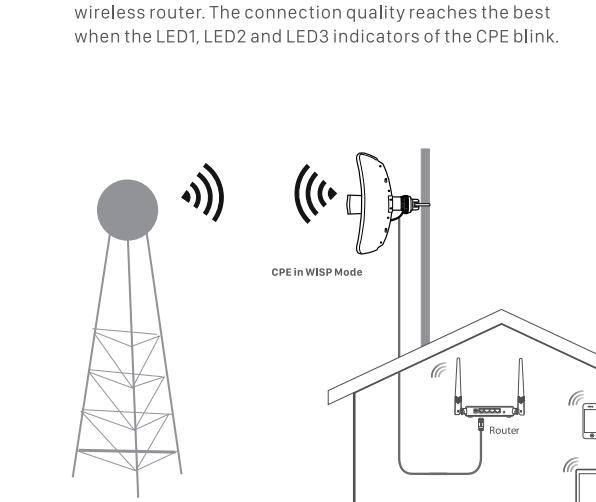 wireless router. The connection quality reaches the best
when the LED1, LED2 and LED3 indicators of the CPE blink.
CPE in WISP Mode
Router